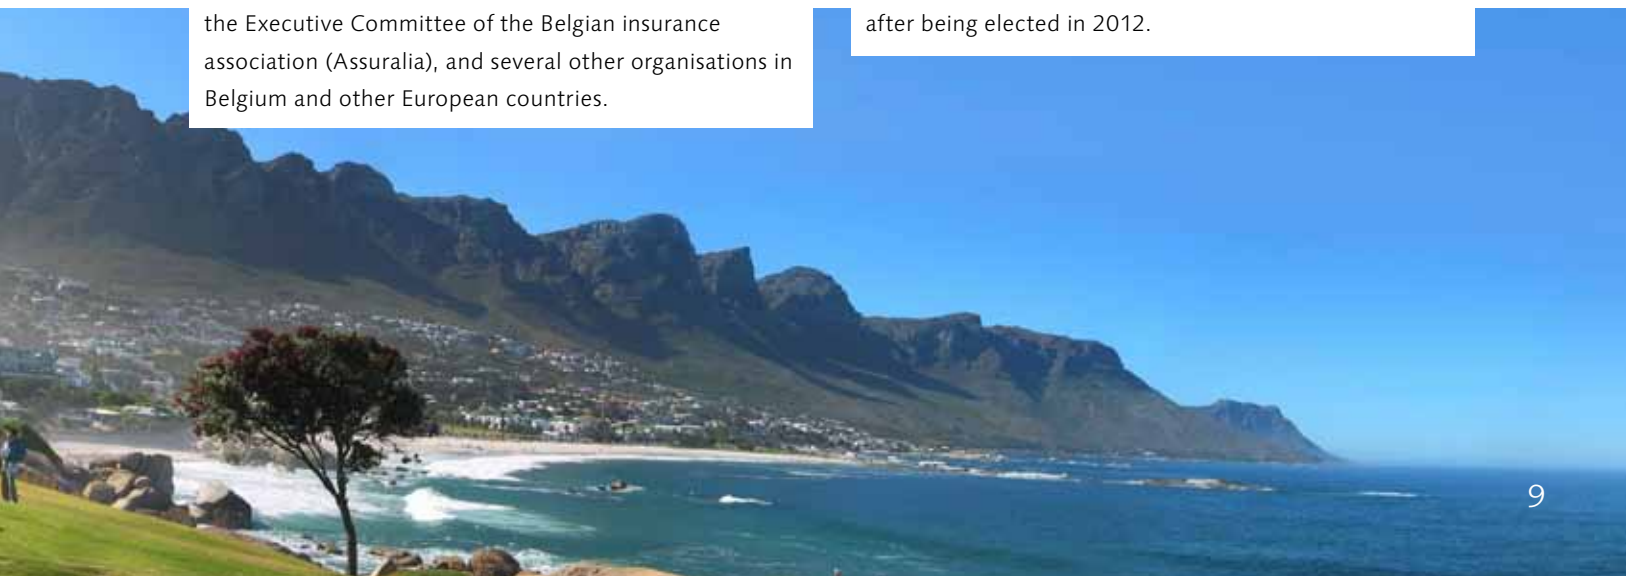 the Executive Committee of the Belgian insurance
association (Assuralia), and several other organisations in
Belgium and other European countries.
after being elected in 2012.
9